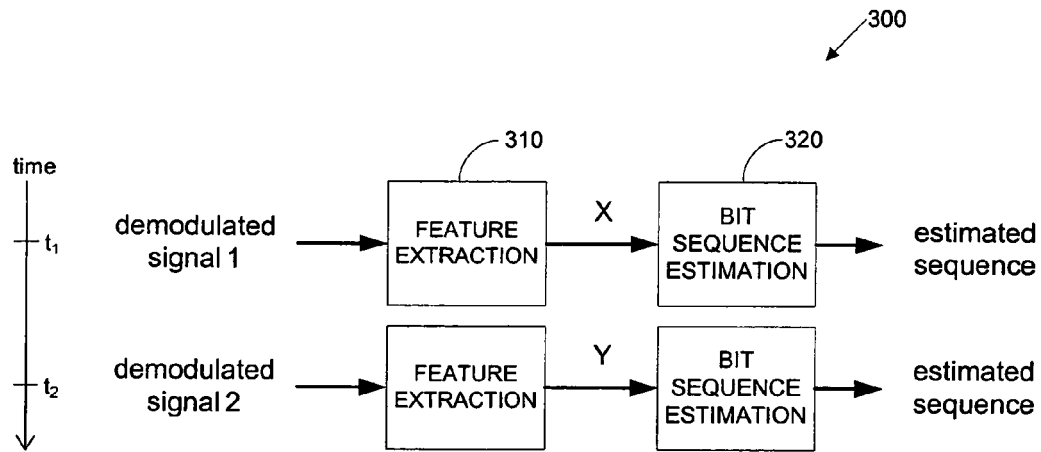 300
310
320
time
t1
demodulated
signal 1
FEATURE
EXTRACTION
X
BIT
SEQUENCE
ESTIMATION
estimated
sequence
t2
demodulated
signal 2
FEATURE
EXTRACTION
Y
BIT
SEQUENCE
ESTIMATION
estimated
sequence